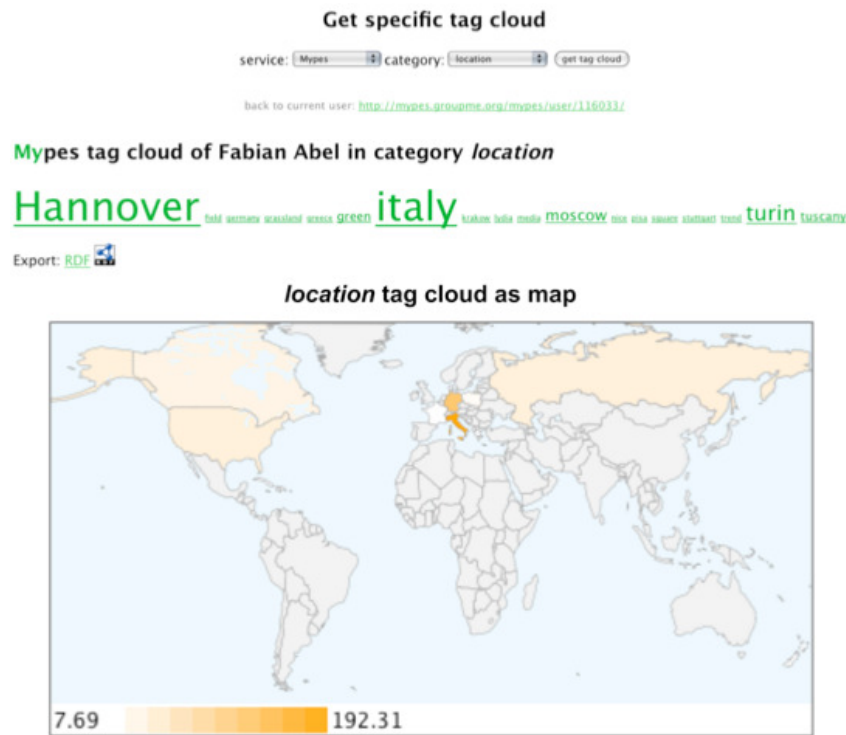 Get specific tag cloud
service: Mypes category: location get tag cloud
back to current user: http://mypes.groupme.org/mypes/user/116033/
Mypes tag cloud of Fabian Abel in category location
Hannover held germany grassland greece green italy krakow lydia media moscow nice pisa square stuttgart trend turin tuscany
Export: RDF
location tag cloud as map
7.69 192.31